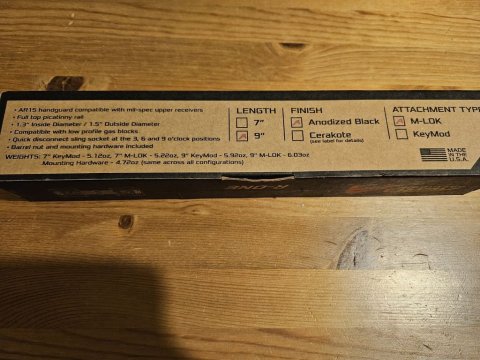 • AR15 handguard compatible with mil-spec upper receivers
• Full top picatinny rail
• 1.3" Inside Diameter / 1.5" Outside Diameter
• Compatible with low profile gas blocks
• Quick disconnect sling socket at the 3, 6 and 9 o'clock positions
• Barrel nut and mounting hardware included
WEIGHTS: 7" KeyMod - 5.12oz, 7" M-LOK - 5.22oz, 9" KeyMod - 5.92oz, 9" M-LOK - 6.03oz
Mounting Hardware - 4.72oz (same across all configurations)
LENGTH
7"
9"
FINISH
Anodized Black
Cerakote
(see label for details)
ATTACHMENT TYPE
M-LOK
KeyMod
MADE
IN THE
U.S.A.
R-ONE